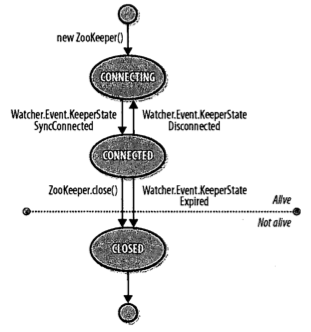 new ZooKeeper()
CONNECTING
Watcher.Event.KeeperState
SyncConnected
Watcher.Event.KeeperState
Disconnected
CONNECTED
ZooKeeper.close()
Watcher.Event.KeeperState
Expired
Alive
Not alive
CLOSED